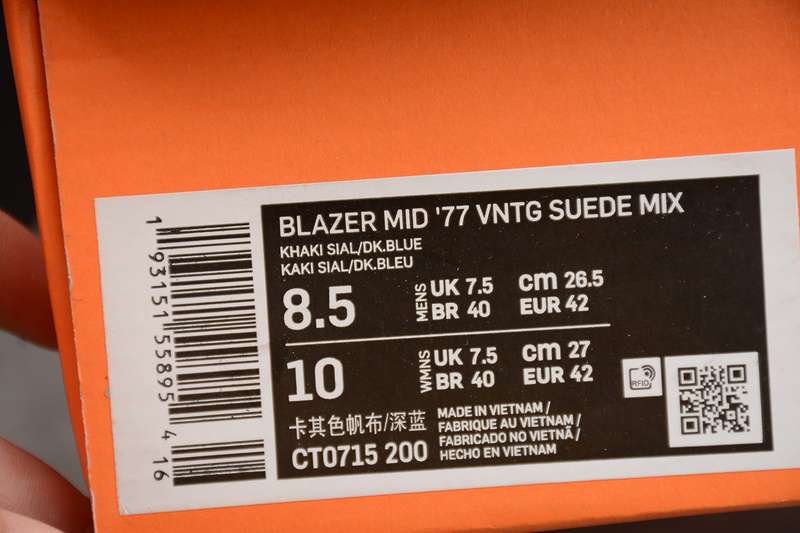 BLAZER MID '77 VNTG SUEDE MIX
KHAKI SIAL/DK.BLUE
KAKI SIAL/DK.BLEU
8.5 MENS UK 7.5 cm 26.5
BR 40 EUR 42
10 WMNS UK 7.5 cm 27
BR 40 EUR 42
卡其色帆布/深蓝
CT0715 200
MADE IN VIETNAM /
FABRIQUE AU VIETNAM /
FABRICADO NO VIETNÃ /
HECHO EN VIETNAM
RFID
1 93151 55895 4 16